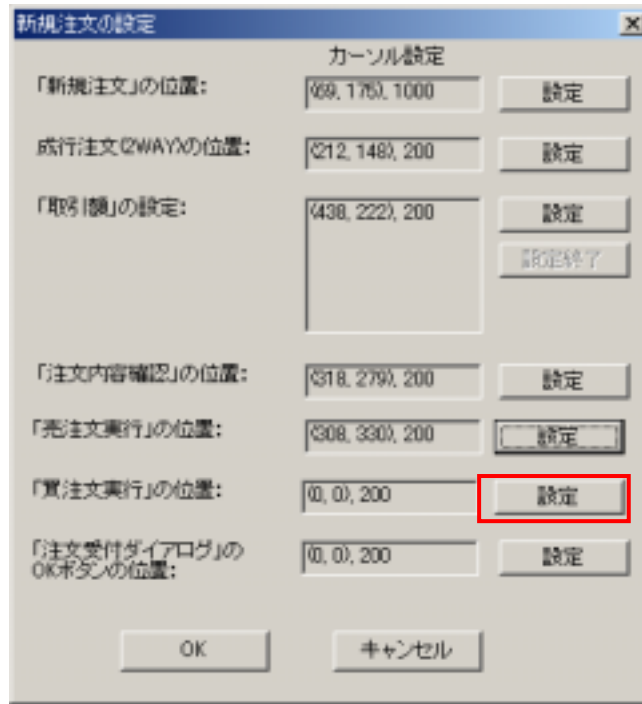 新規注文の設定
カーソル設定
「新規注文」の位置:
(69, 175), 1000
設定
成行注文(2WAY)の位置:
(212, 148), 200
設定
「取引額」の設定:
(438, 222), 200
設定
設定終了
「注文内容確認」の位置:
(318, 279), 200
設定
「売注文実行」の位置:
(308, 330), 200
設定
「買注文実行」の位置:
(0, 0), 200
設定
「注文受付ダイアログ」の
OKボタンの位置:
(0, 0), 200
設定
OK
キャンセル